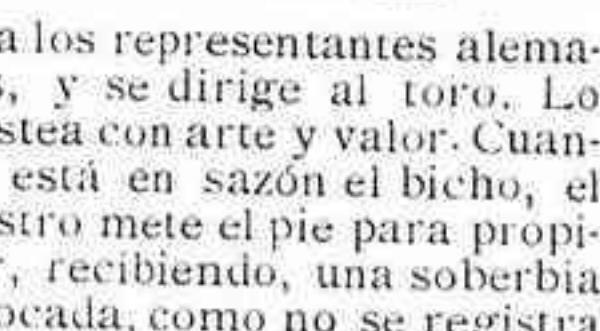 a los representantes alema-
s, y se dirige al toro. Lo
stea con arte y valor. Cuan-
está en sazón el bicho, el
stro mete el pie para propi-
r, recibiendo, una soberbia
ocada, como no se registra